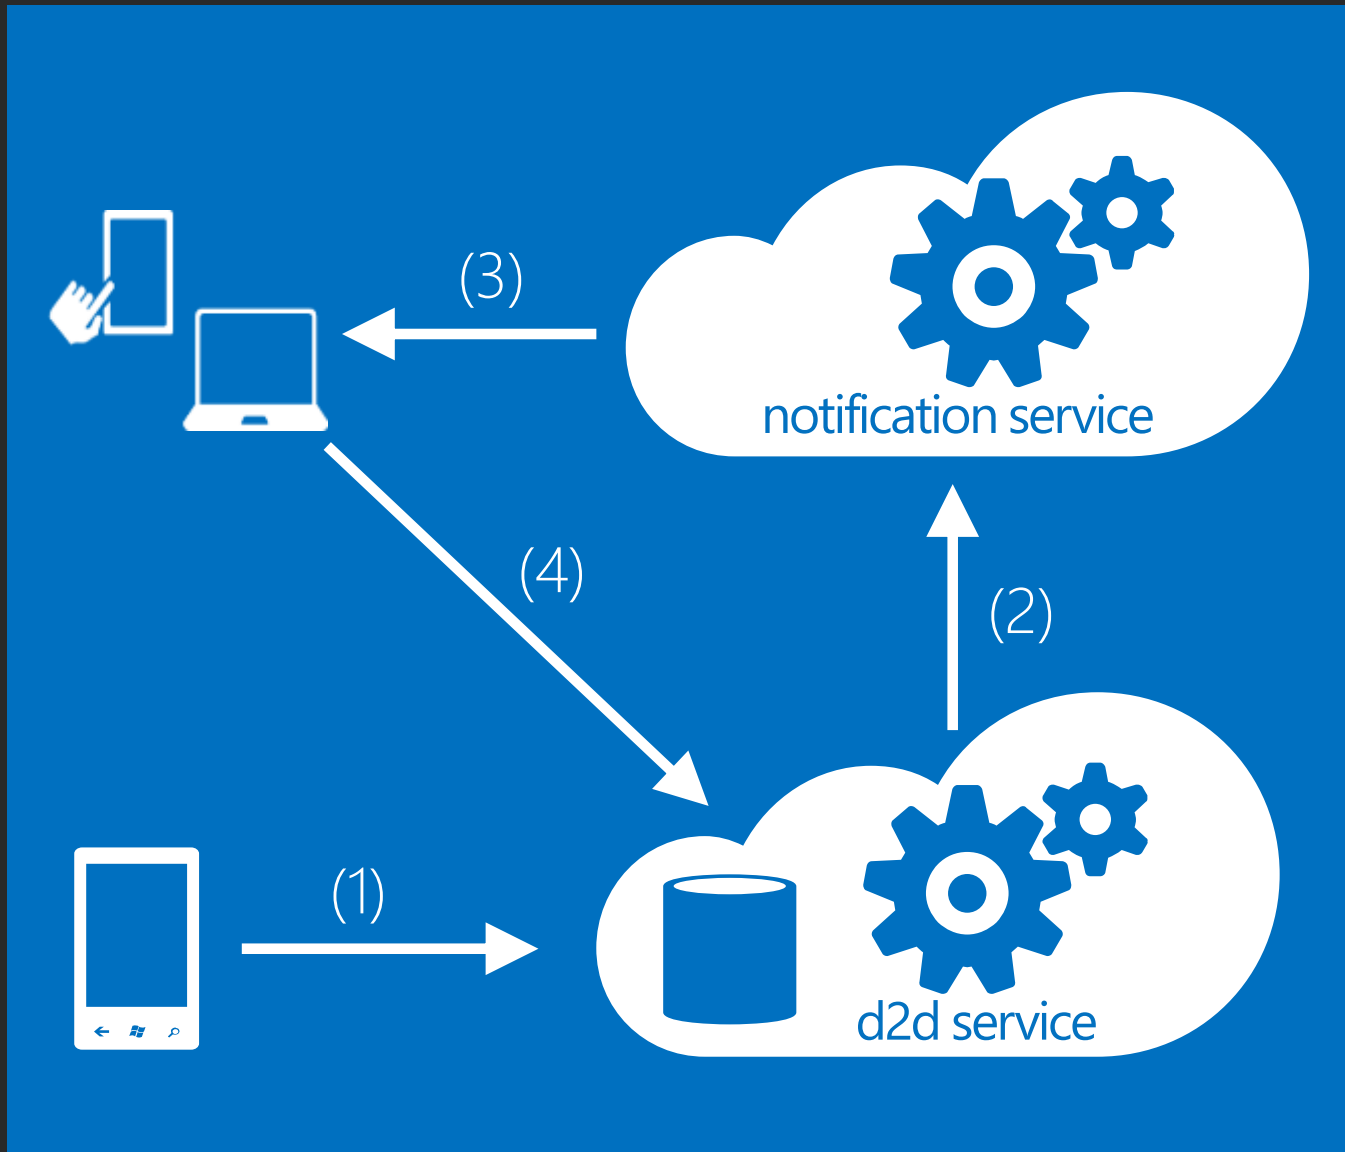 (3)
notification service
(4)
(2)
(1)
d2d service